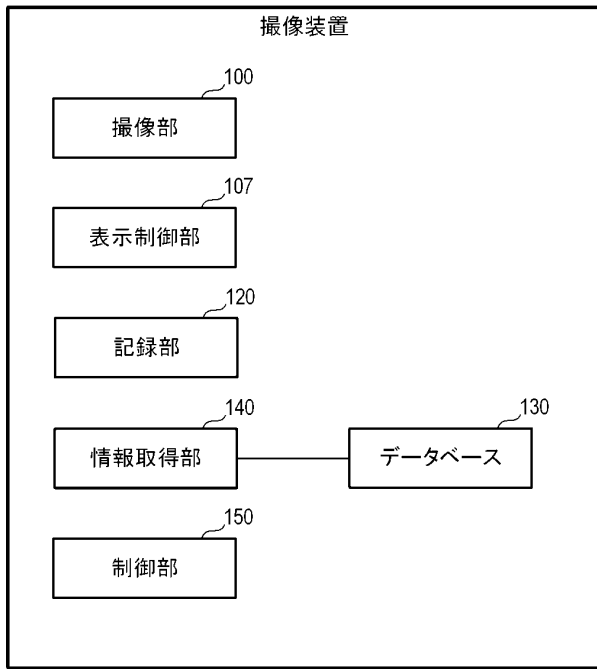 撮像装置
100
撮像部
107
表示制御部
120
記録部
140
情報取得部
130
データベース
150
制御部